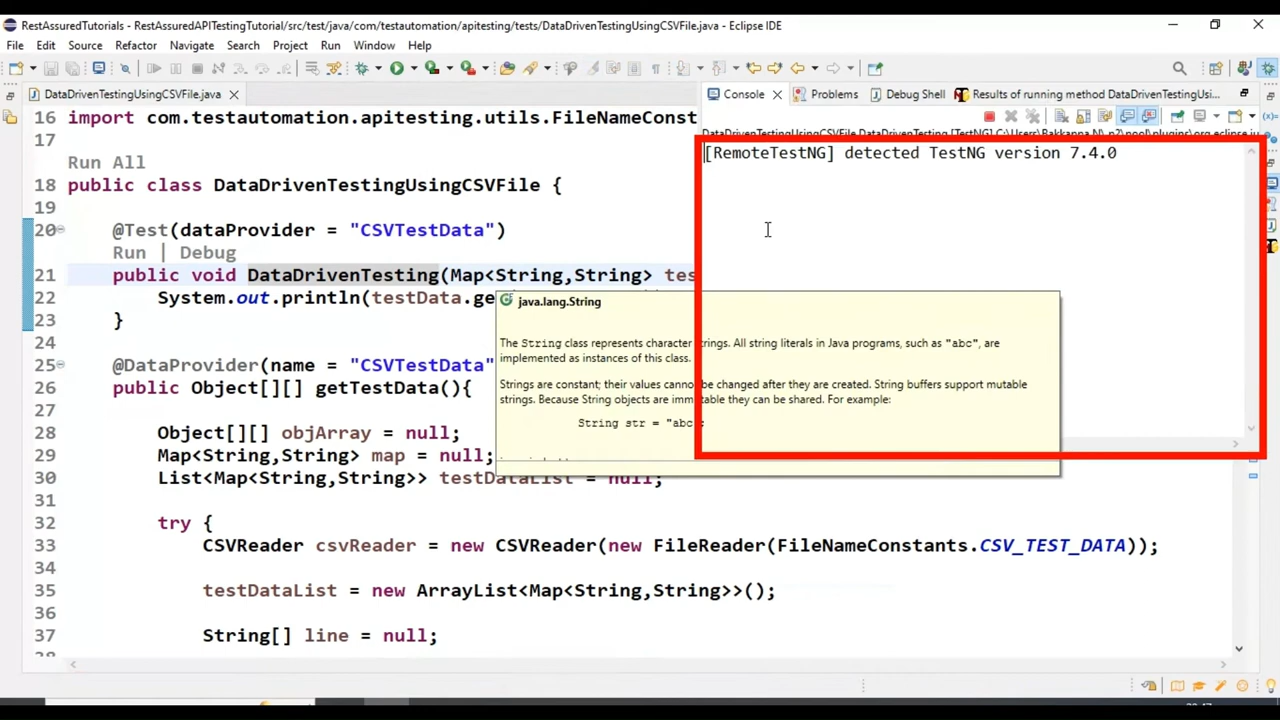 RestAssuredTutorials - RestAssuredAPITestingTutorial/src/test/java/com/testautomation/apitesting/tests/DataDrivenTestingUsingCSVFile.java - Eclipse IDE
File Edit Source Refactor Navigate Search Project Run Window Help
DataDrivenTestingUsingCSVFile.java
Console Problems Debug Shell Results of running method DataDrivenTestingUsi...
16 import com.testautomation.apitesting.utils.FileNameConst
17
Run All
18 public class DataDrivenTestingUsingCSVFile {
19
20 @Test(dataProvider = "CSVTestData")
Run | Debug
21 public void DataDrivenTesting(Map<String,String> tes
22 System.out.println(testData.ge
23 }
24
25 @DataProvider(name = "CSVTestData"
26 public Object[][] getTestData(){
27
28 Object[][] objArray = null;
29 Map<String,String> map = null;
30 List<Map<String,String>> testDataList = null;
31
32 try {
33 CSVReader csvReader = new CSVReader(new FileReader(FileNameConstants.CSV_TEST_DATA));
34
35 testDataList = new ArrayList<Map<String,String>>();
36
37 String[] line = null;
[RemoteTestNG] detected TestNG version 7.4.0
java.lang.String
The String class represents character strings. All string literals in Java programs, such as "abc", are
implemented as instances of this class.
Strings are constant; their values cannot be changed after they are created. String buffers support mutable
strings. Because String objects are immutable they can be shared. For example:
String str = "abc";